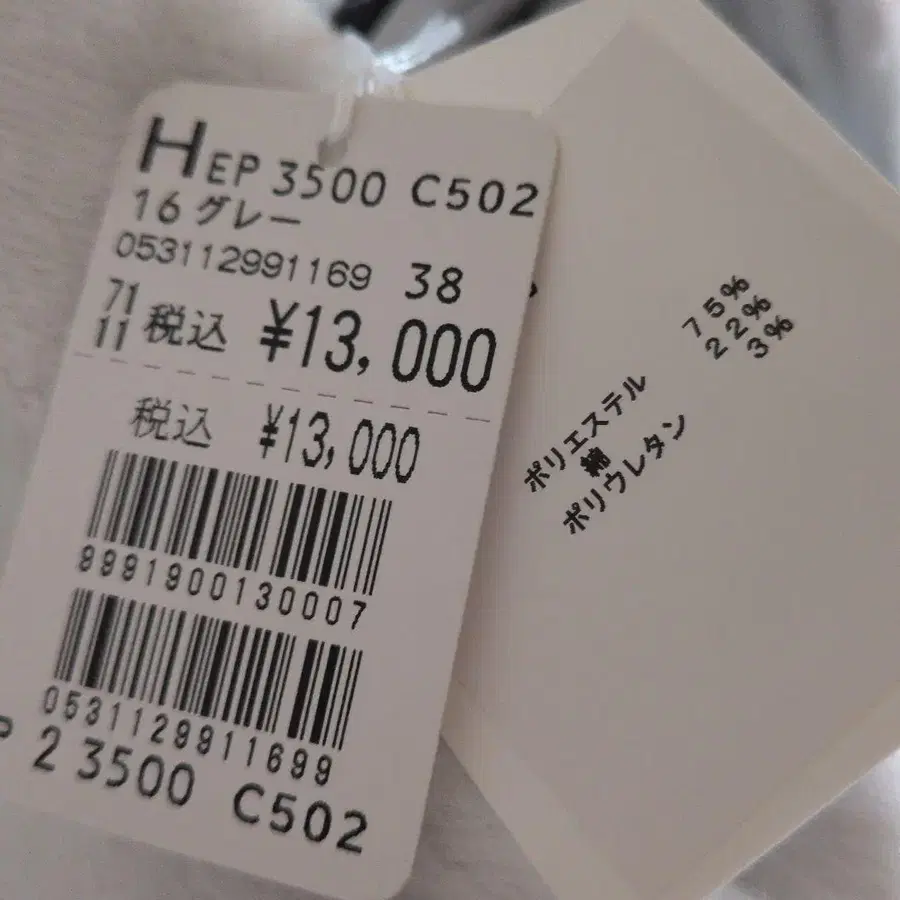 HEP 3500 C502
16 グレー
053112991169 38
71
11 税込 ¥13,000
税込 ¥13,000
9991900130007
0531129911699
P 2 3500 C502
ポリエステル 75%
綿 22%
ポリウレタン 3%